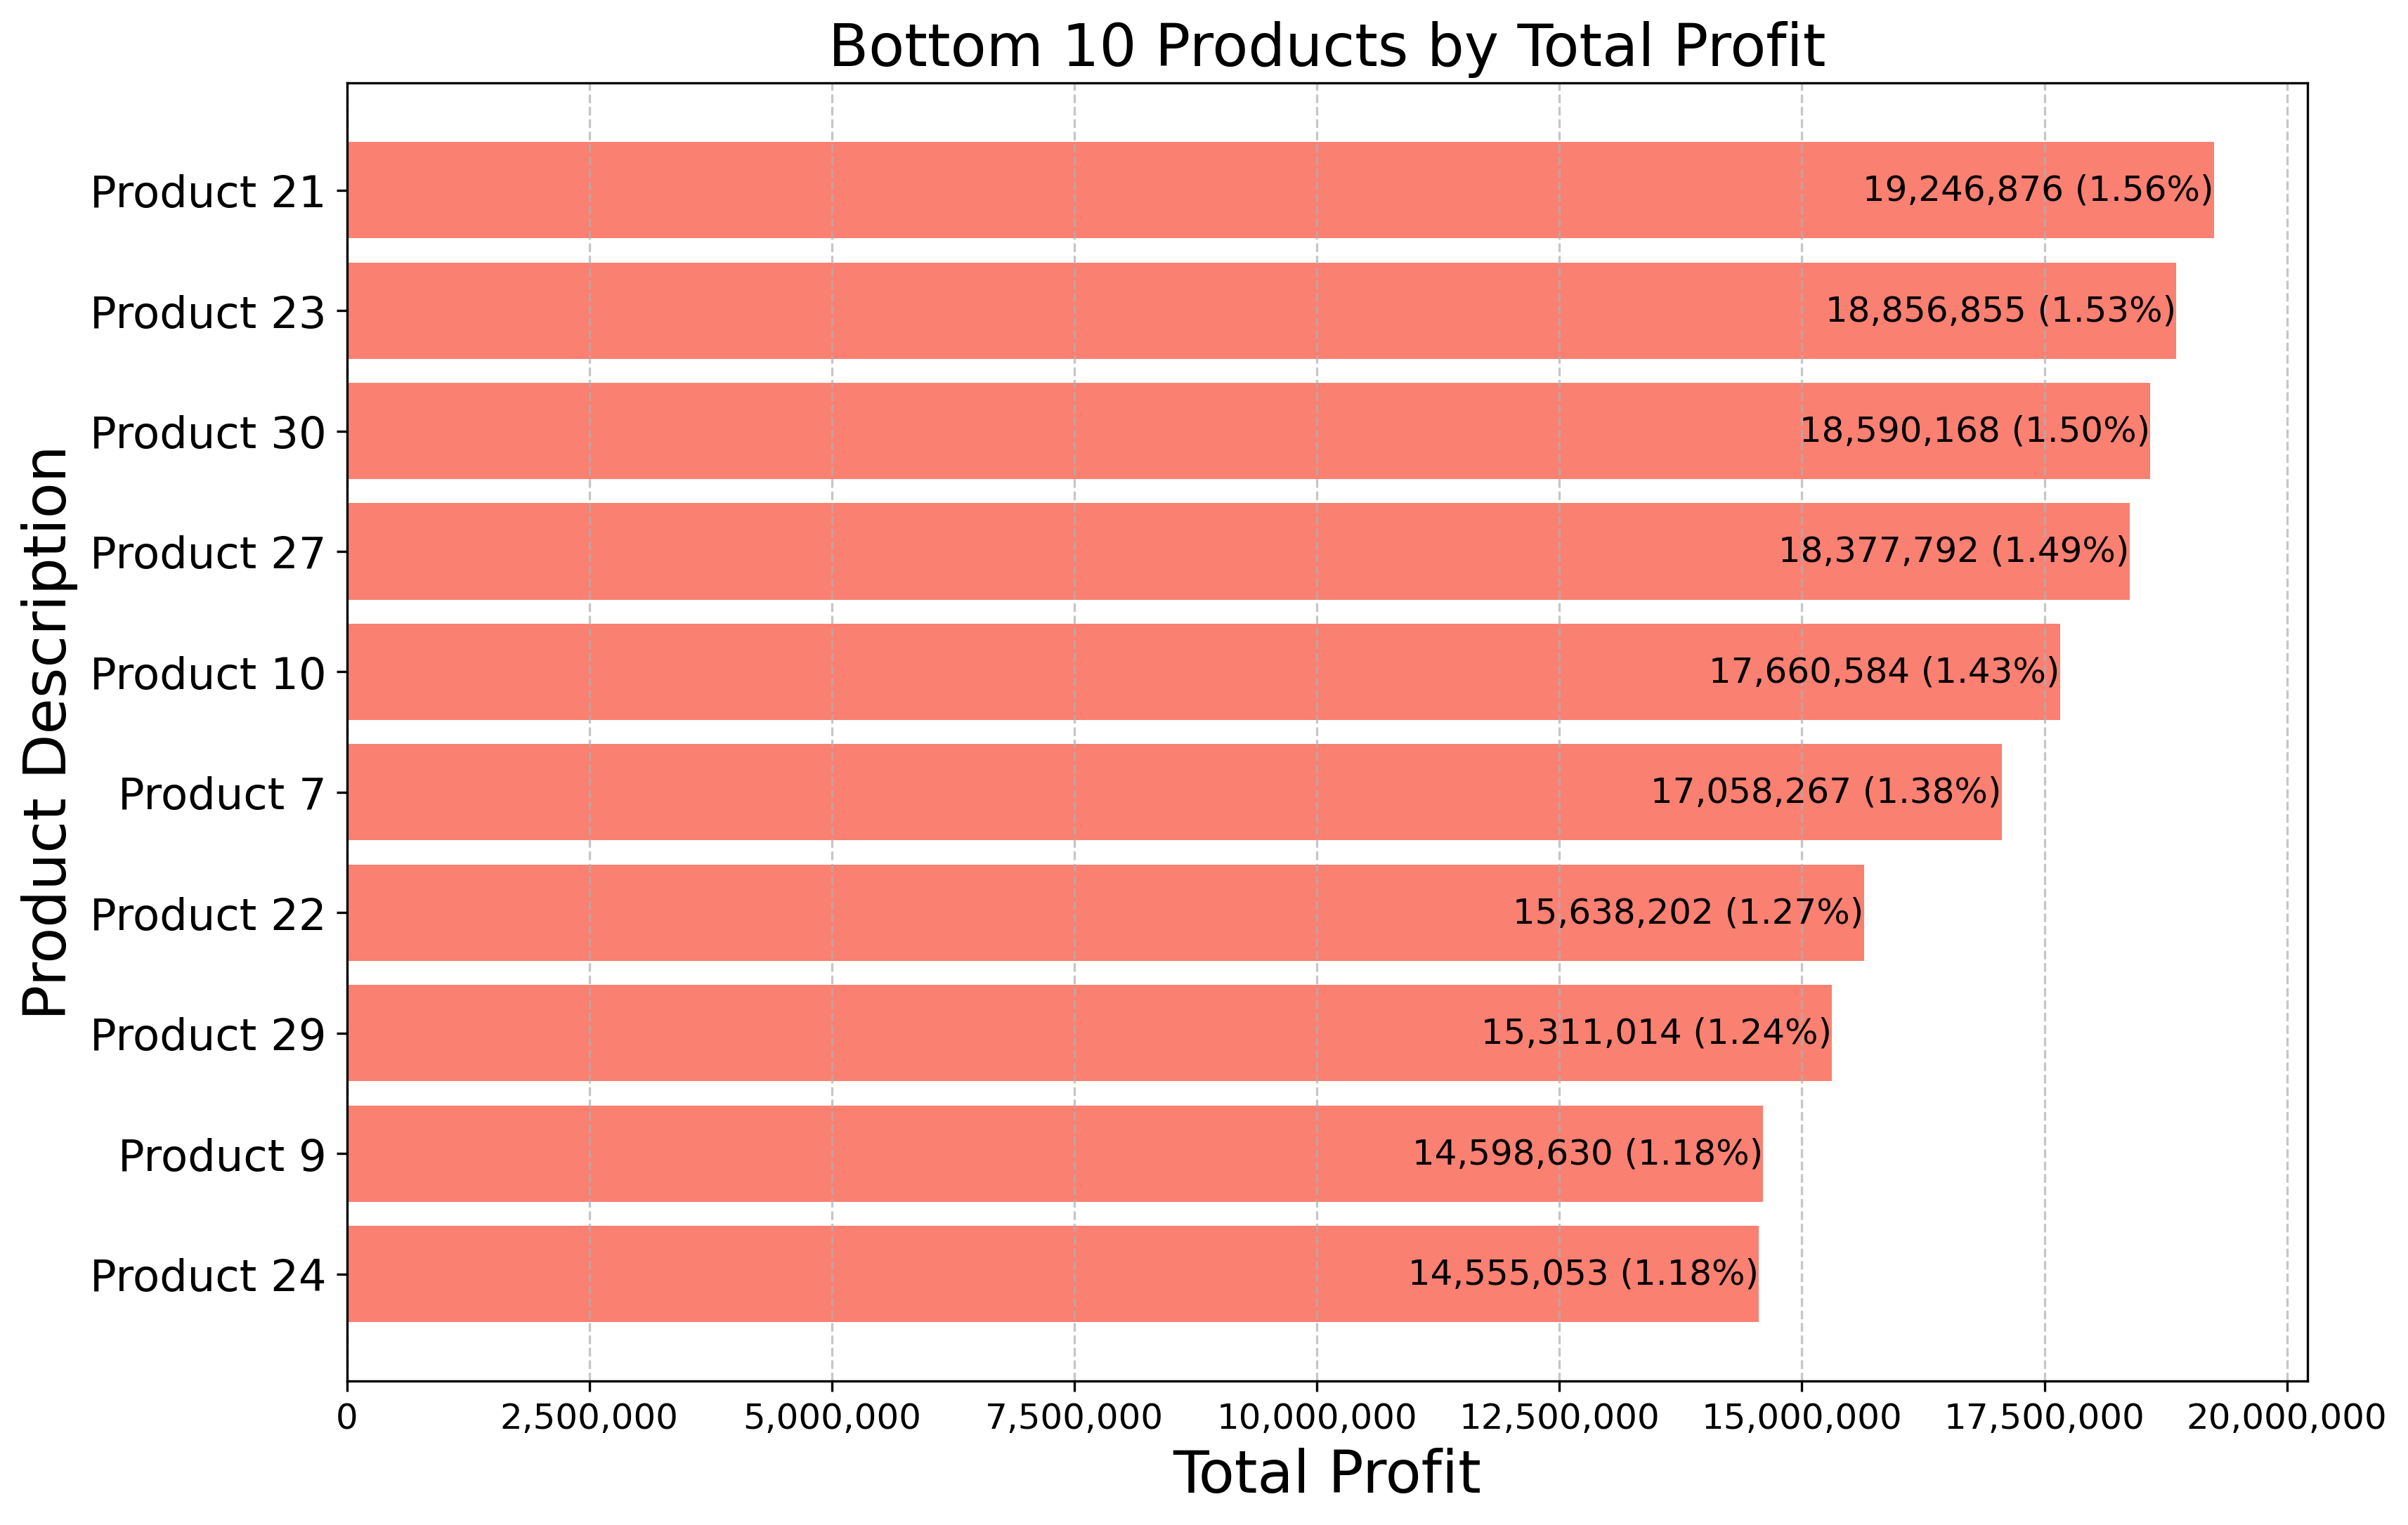 Bottom 10 Products by Total Profit
Product Description
Product 21
19,246,876 (1.56%)
Product 23
18,856,855 (1.53%)
Product 30
18,590,168 (1.50%)
Product 27
18,377,792 (1.49%)
Product 10
17,660,584 (1.43%)
Product 7
17,058,267 (1.38%)
Product 22
15,638,202 (1.27%)
Product 29
15,311,014 (1.24%)
Product 9
14,598,630 (1.18%)
Product 24
14,555,053 (1.18%)
0 2,500,000 5,000,000 7,500,000 10,000,000 12,500,000 15,000,000 17,500,000 20,000,000
Total Profit